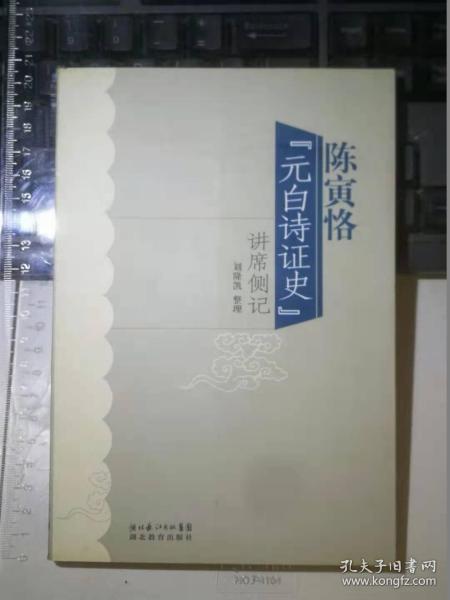 陈寅恪
『元白诗证史』
讲席侧记
刘隆凯 整理
湖北长江出版集团
湖北教育出版社
孔夫子旧书网
www.kongfz.com